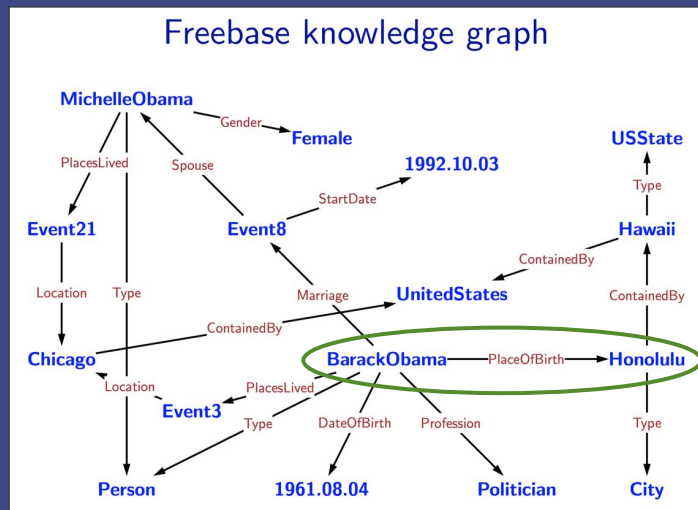 Freebase knowledge graph
MichelleObama
Gender
Female
USState
PlacesLived
Spouse
1992.10.03
Type
StartDate
Event21
Event8
Hawaii
ContainedBy
Location
Type
Marriage
UnitedStates
ContainedBy
ContainedBy
Chicago
BarackObama
PlaceOfBirth
Honolulu
Location
PlacesLived
Event3
Type
DateOfBirth
Profession
Type
Person
1961.08.04
Politician
City